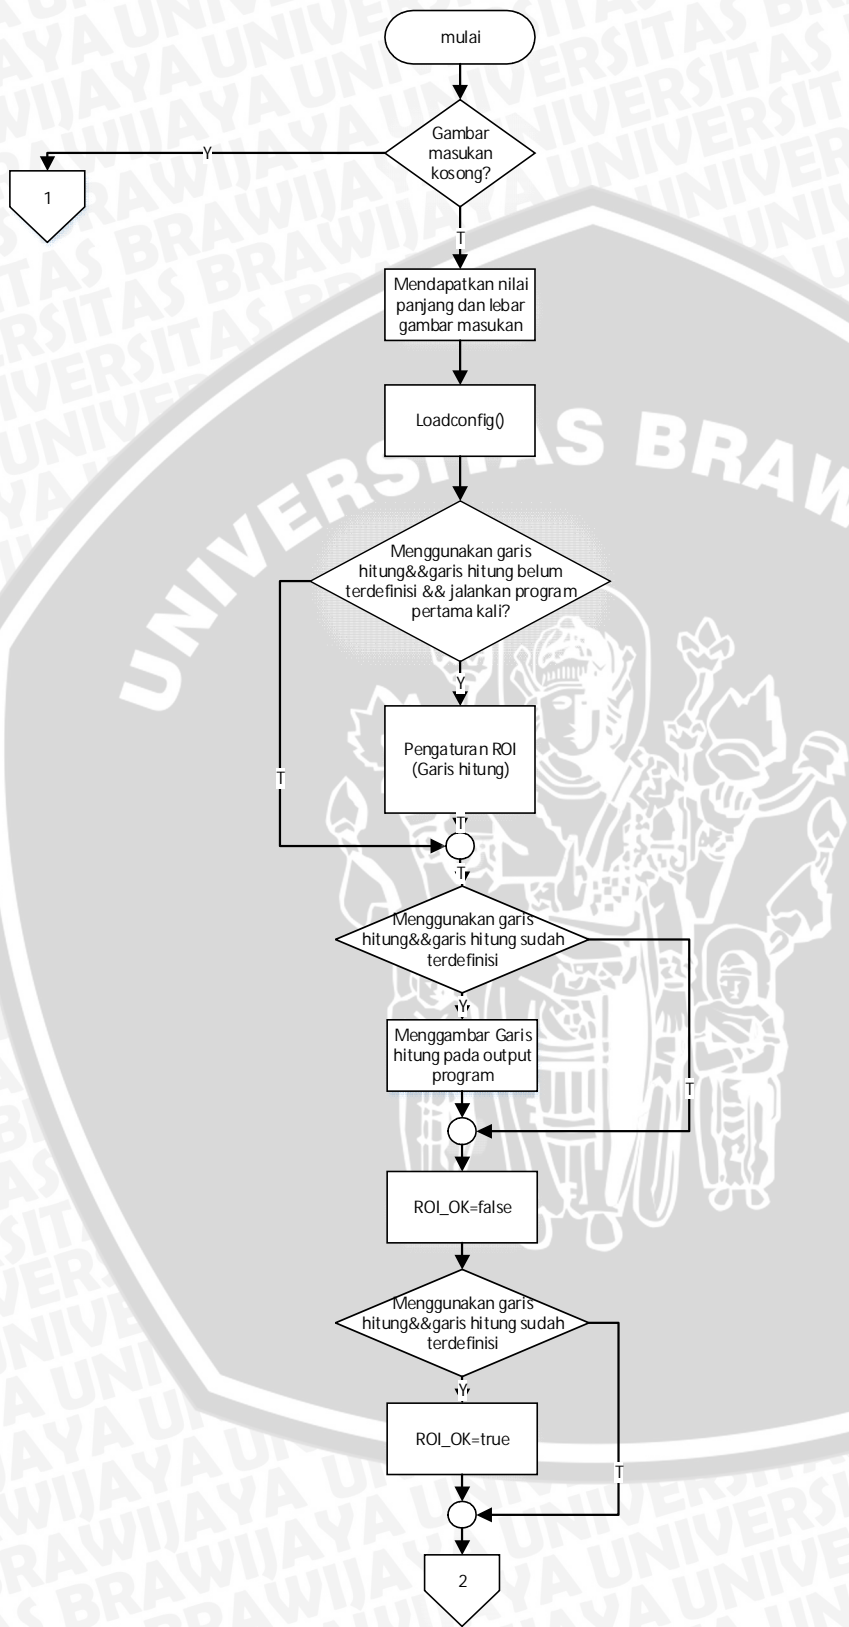 mulai
Gambar
masukan
kosong?
Y
1
T
Mendapatkan nilai
panjang dan lebar
gambar masukan
Loadconfig()
UNIVERSITAS BRAW
Menggunakan garis
hitung&&garis hitung belum
terdefinisi && jalankan program
pertama kali?
Y
Pengaturan ROI
(Garis hitung)
T
T
T
Menggunakan garis
hitung&&garis hitung sudah
terdefinisi
Y
Menggambar Garis
hitung pada output
program
T
ROI_OK=false
Menggunakan garis
hitung&&garis hitung sudah
terdefinisi
Y
ROI_OK=true
T
2